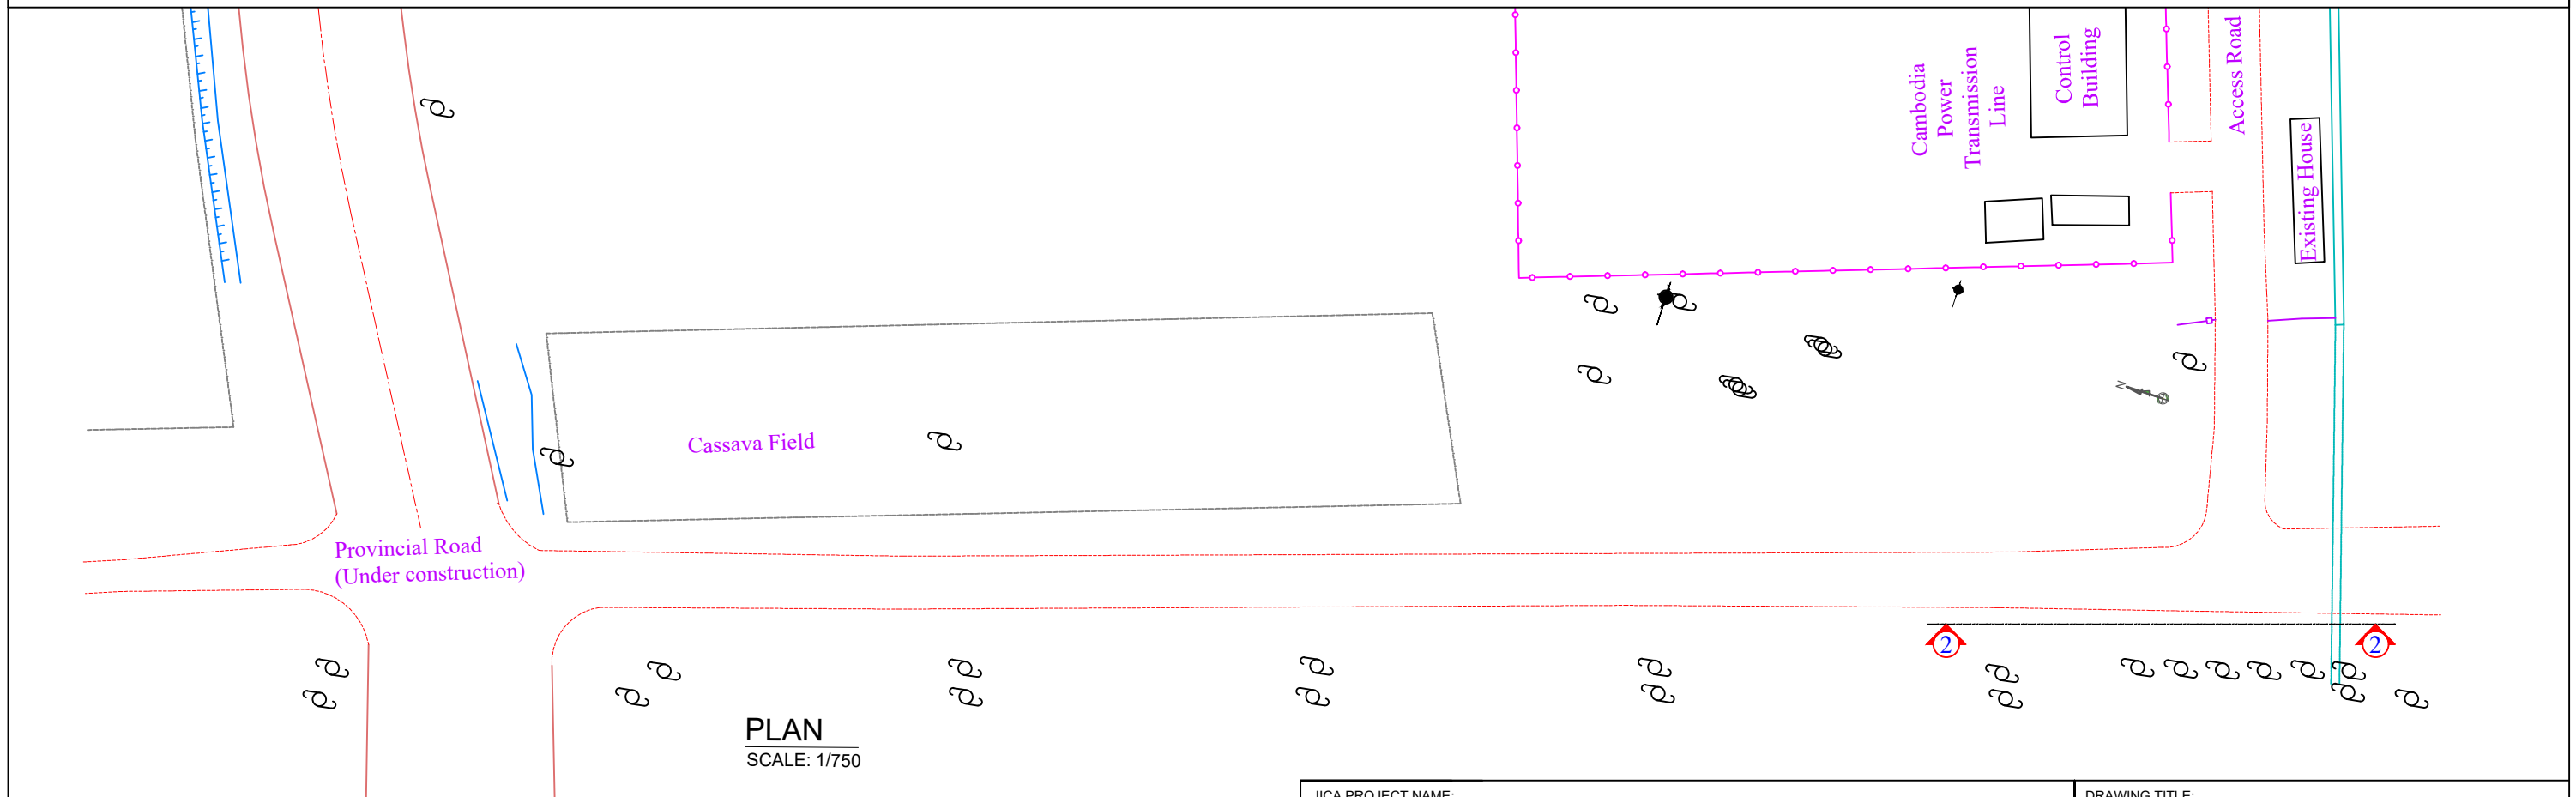 Cambodia
Power
Transmission
Line
Control
Building
Access Road
Existing House
N
Cassava Field
Provincial Road
(Under construction)
2
2
PLAN
SCALE: 1/750
JICA PROJECT NAME:
DRAWING TITLE: